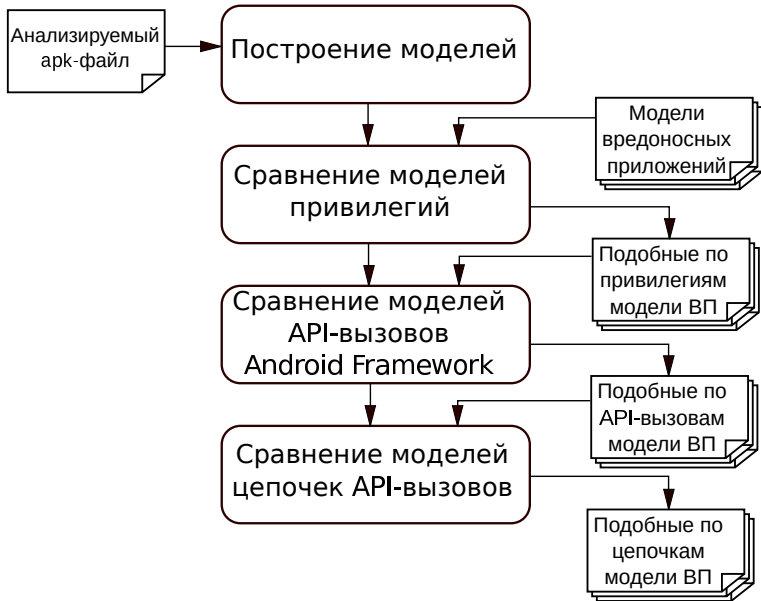 Анализируемый
apk-файл
Построение моделей
Модели
вредоносных
приложений
Сравнение моделей
привилегий
Подобные по
привилегиям
модели ВП
Сравнение моделей
API-вызовов
Android Framework
Подобные по
API-вызовам
модели ВП
Сравнение моделей
цепочек API-вызовов
Подобные по
цепочкам
модели ВП